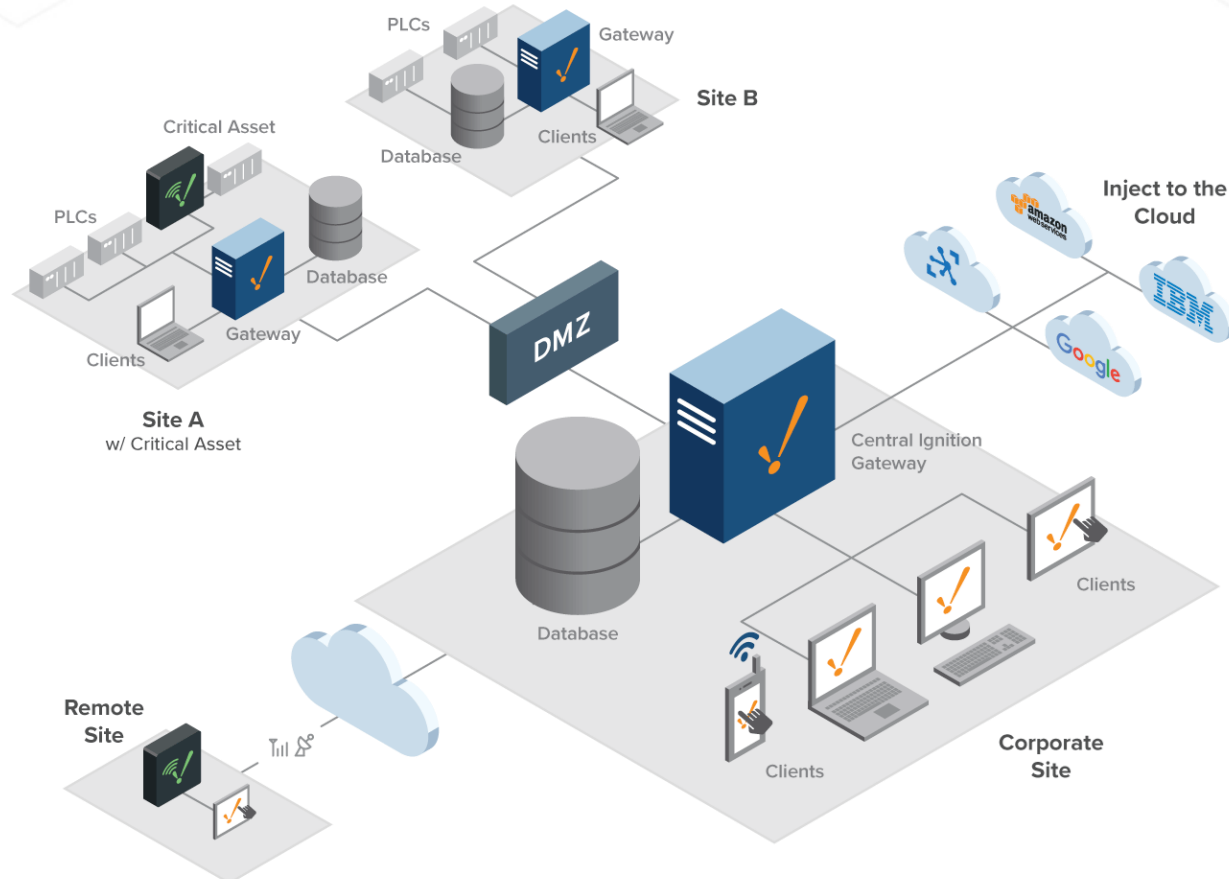 PLCs
Gateway
Site B
Clients
Database
Critical Asset
PLCs
Database
Gateway
Clients
Site A
w/ Critical Asset
DMZ
Inject to the
Cloud
amazon
webservices
IBM
Google
Central Ignition
Gateway
Database
Clients
Clients
Corporate
Site
Remote
Site